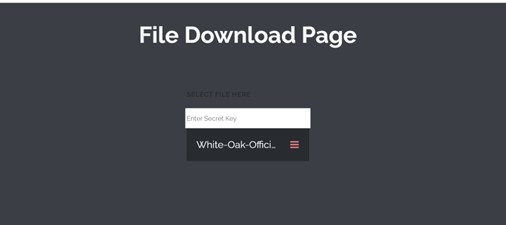 File Download Page
SELECT FILE HERE
Enter Secret Key
White-Oak-Offici...